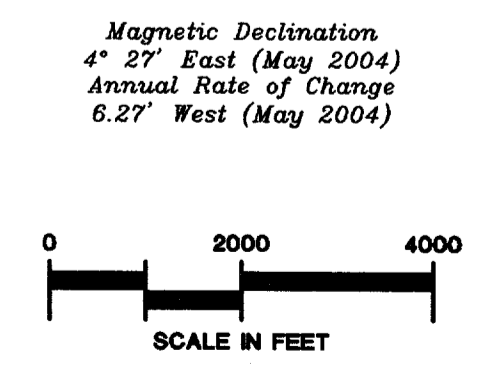 Magnetic Declination
4° 27' East (May 2004)
Annual Rate of Change
6.27' West (May 2004)
0 2000 4000
SCALE IN FEET